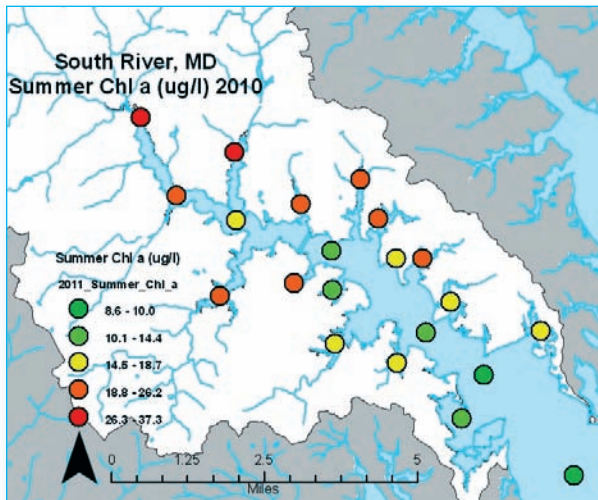 South River, MD
Summer Chl a (ug/l) 2010
Summer Chl a (ug/l)
2011_Summer_Chl_a
8.6 - 10.0
10.1 - 14.4
14.5 - 18.7
18.8 - 26.2
26.3 - 37.3
0 1.25 2.5 5
Miles